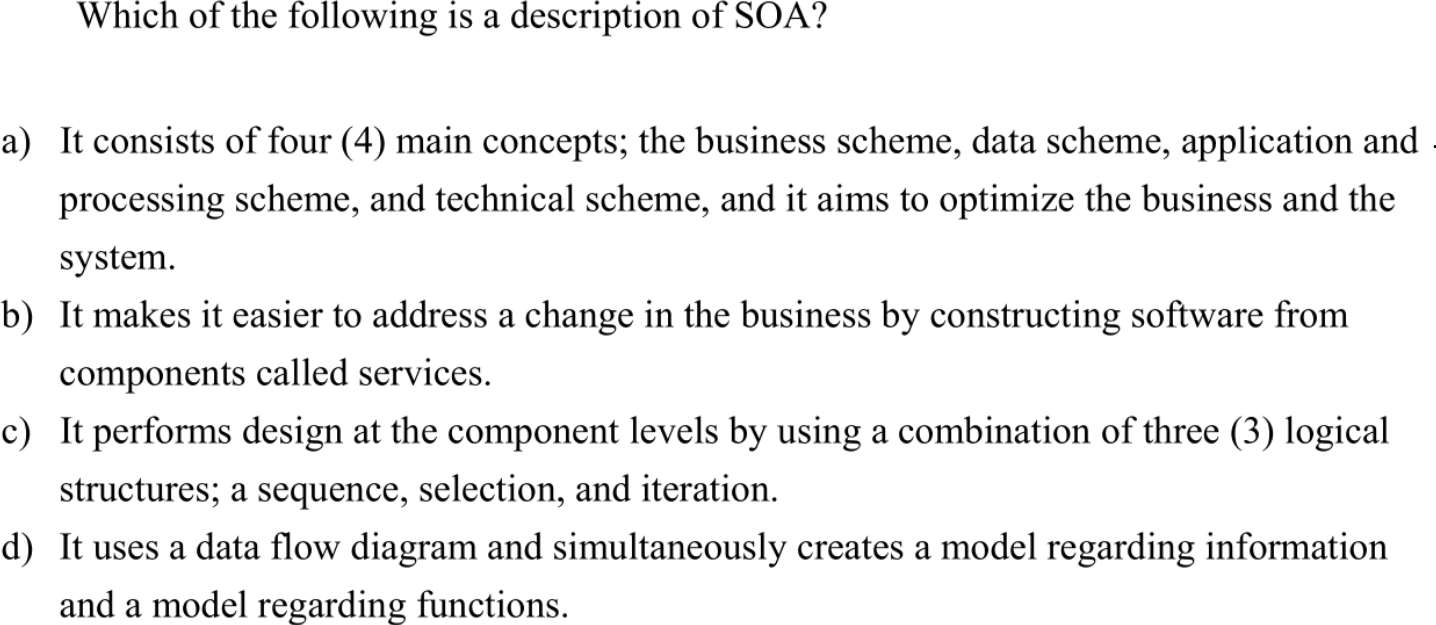 Which of the following is a description of SOA?
a) It consists of four (4) main concepts; the business scheme, data scheme, application and
processing scheme, and technical scheme, and it aims to optimize the business and the
system.
b) It makes it easier to address a change in the business by constructing software from
components called services.
c) It performs design at the component levels by using a combination of three (3) logical
structures; a sequence, selection, and iteration.
d) It uses a data flow diagram and simultaneously creates a model regarding information
and a model regarding functions.